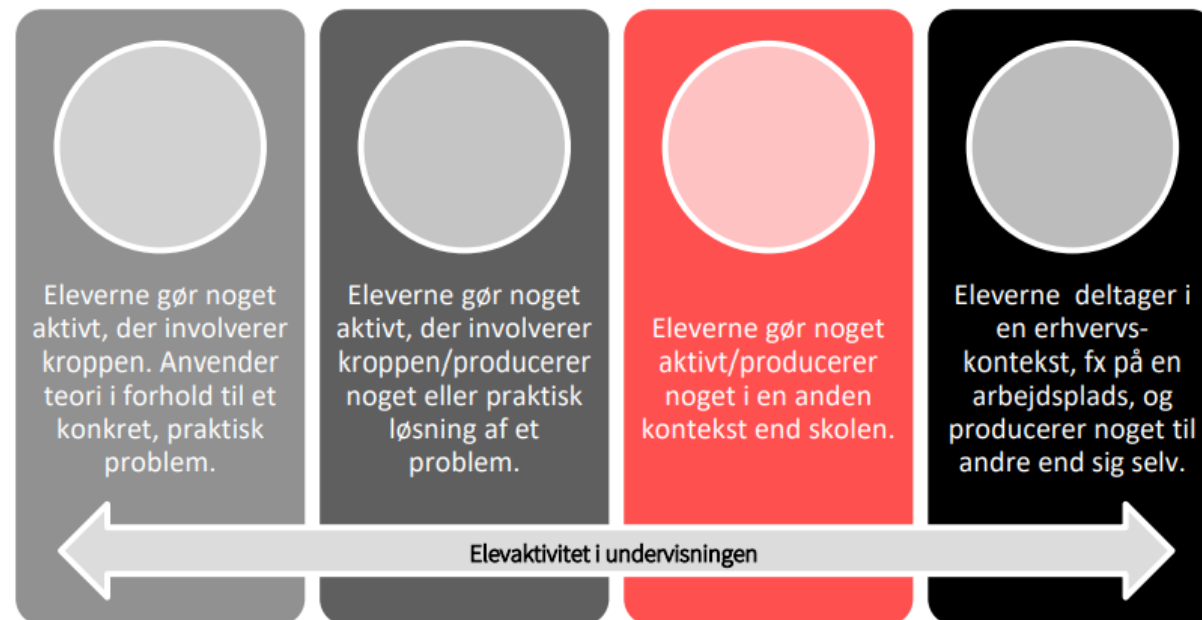 Eleverne gør noget
aktivt, der involverer
kroppen. Anvender
teori i forhold til et
konkret, praktisk
problem.
Eleverne gør noget
aktivt, der involverer
kroppen/producerer
noget eller praktisk
løsning af et
problem.
Eleverne gør noget
aktivt/producerer
noget i en anden
kontekst end skolen.
Eleverne deltager i
en erhvervs-
kontekst, fx på en
arbejdsplads, og
producerer noget til
andre end sig selv.
Elevaktivitet i undervisningen